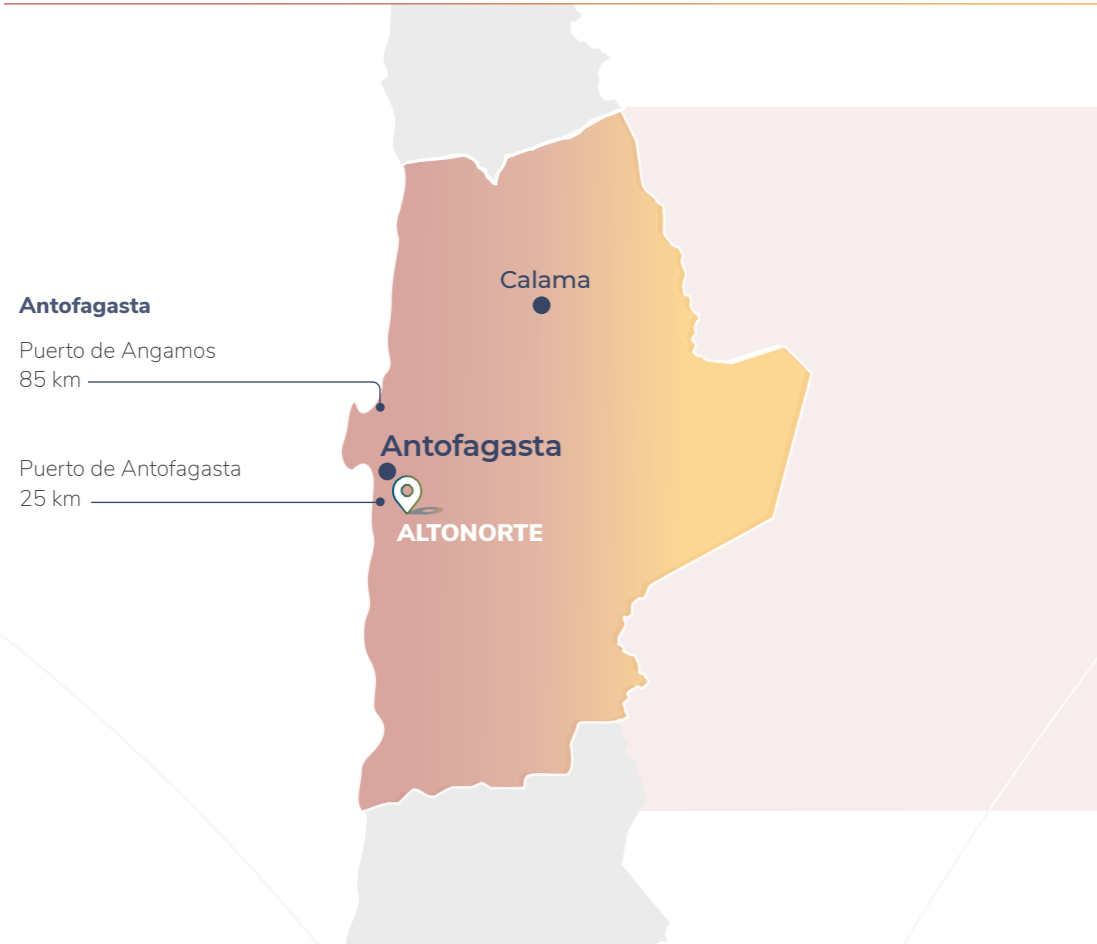 Calama
Antofagasta
Puerto de Angamos
85 km
Antofagasta
Puerto de Antofagasta
25 km
ALTONORTE